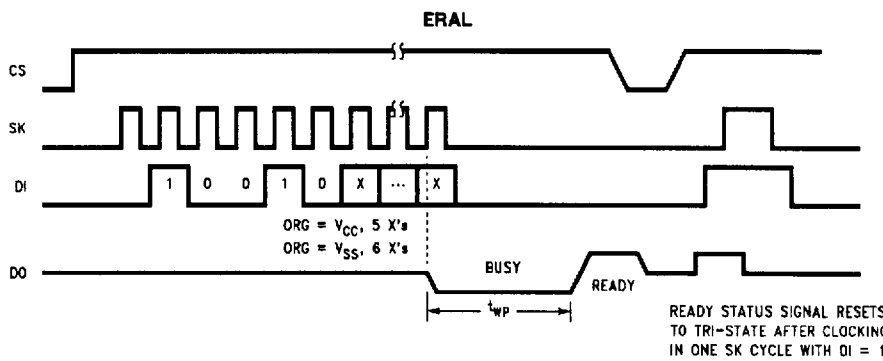 ERAL
CS
SK
DI
1 0 0 1 0 X ... X
ORG = VCC, 5 X's
ORG = VSS, 6 X's
DO
BUSY
READY
tWP
READY STATUS SIGNAL RESETS
TO TRI-STATE AFTER CLOCKING
IN ONE SK CYCLE WITH DI = 1